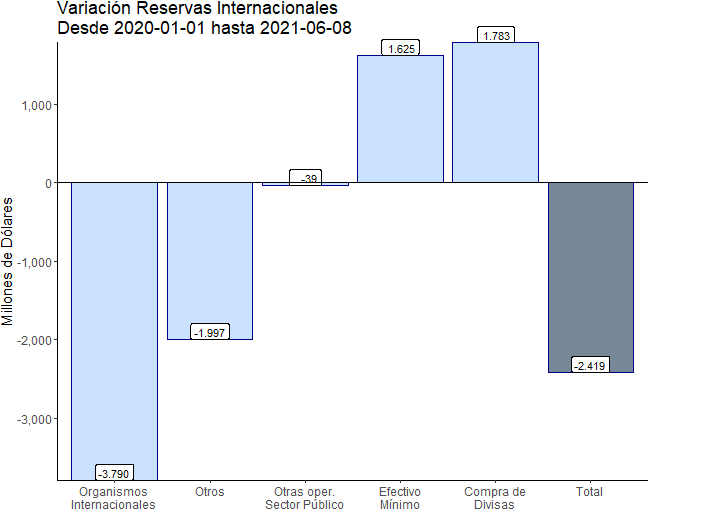 Variación Reservas Internacionales
Desde 2020-01-01 hasta 2021-06-08
Millones de Dólares
1,000
0
-1,000
-2,000
-3,000
-3.790
-1.997
-39
1.625
1.783
-2.419
Organismos
Internacionales
Otros
Otras oper.
Sector Público
Efectivo
Mínimo
Compra de
Divisas
Total